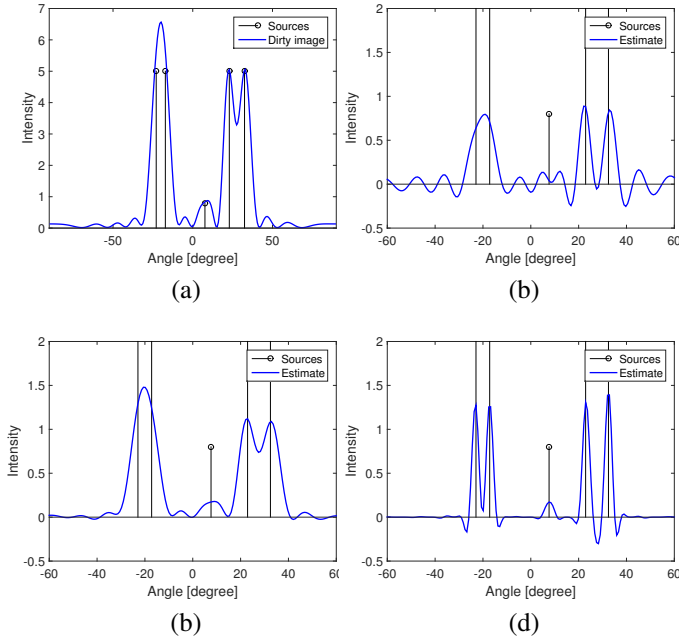 7
6
5
4
3
2
1
0
Intensity
Sources
Dirty image
-50 0 50
Angle [degree]
(a)
2
1.5
1
0.5
0
-0.5
Intensity
Sources
Estimate
-60 -40 -20 0 20 40 60
Angle [degree]
(b)
2
1.5
1
0.5
0
-0.5
Intensity
Sources
Estimate
-60 -40 -20 0 20 40 60
Angle [degree]
(b)
2
1.5
1
0.5
0
-0.5
Intensity
Sources
Estimate
-60 -40 -20 0 20 40 60
Angle [degree]
(d)